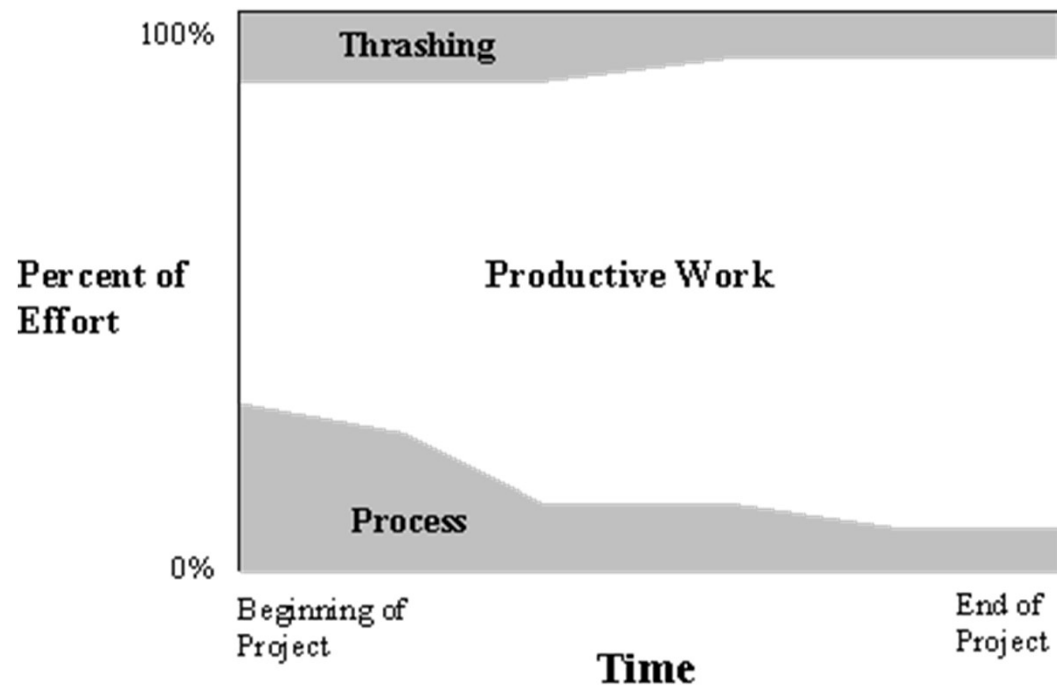 100%
Thrashing
Percent of
Effort
Productive Work
Process
0%
Beginning of
Project
End of
Project
Time